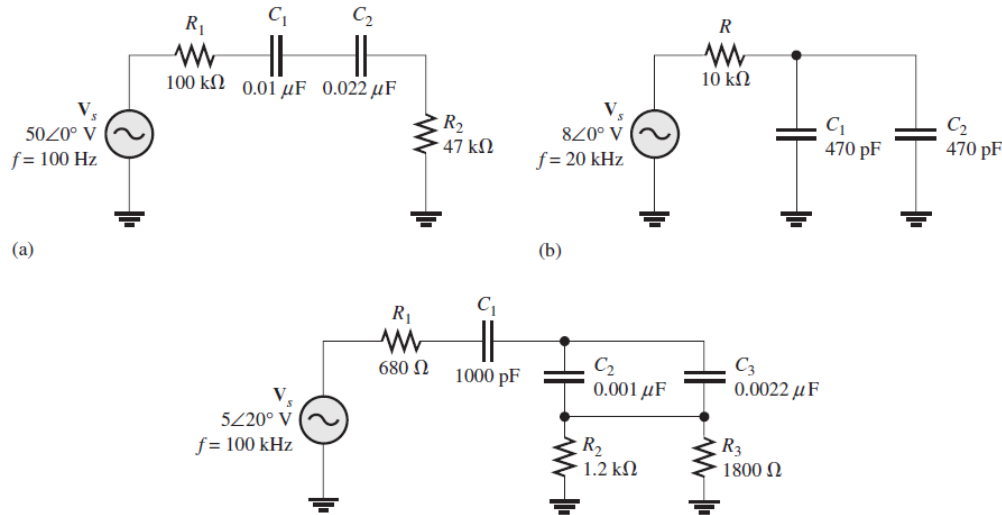 R₁
C₁
C₂
100 kΩ
0.01 μF
0.022 μF
Vₛ
50∠0° V
f = 100 Hz
R₂
47 kΩ
(a)
R
10 kΩ
Vₛ
8∠0° V
f = 20 kHz
C₁
470 pF
C₂
470 pF
(b)
R₁
C₁
680 Ω
1000 pF
Vₛ
5∠20° V
f = 100 kHz
C₂
0.001 μF
C₃
0.0022 μF
R₂
1.2 kΩ
R₃
1800 Ω